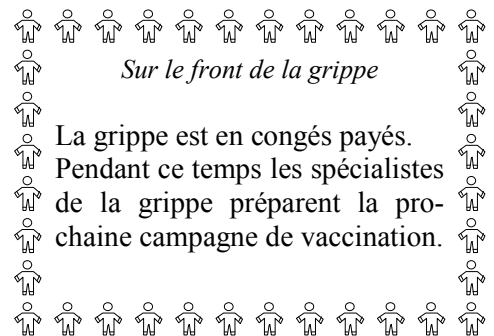 Sur le front de la grippe
La grippe est en congés payés.
Pendant ce temps les spécialistes
de la grippe préparent la pro-
chaine campagne de vaccination.